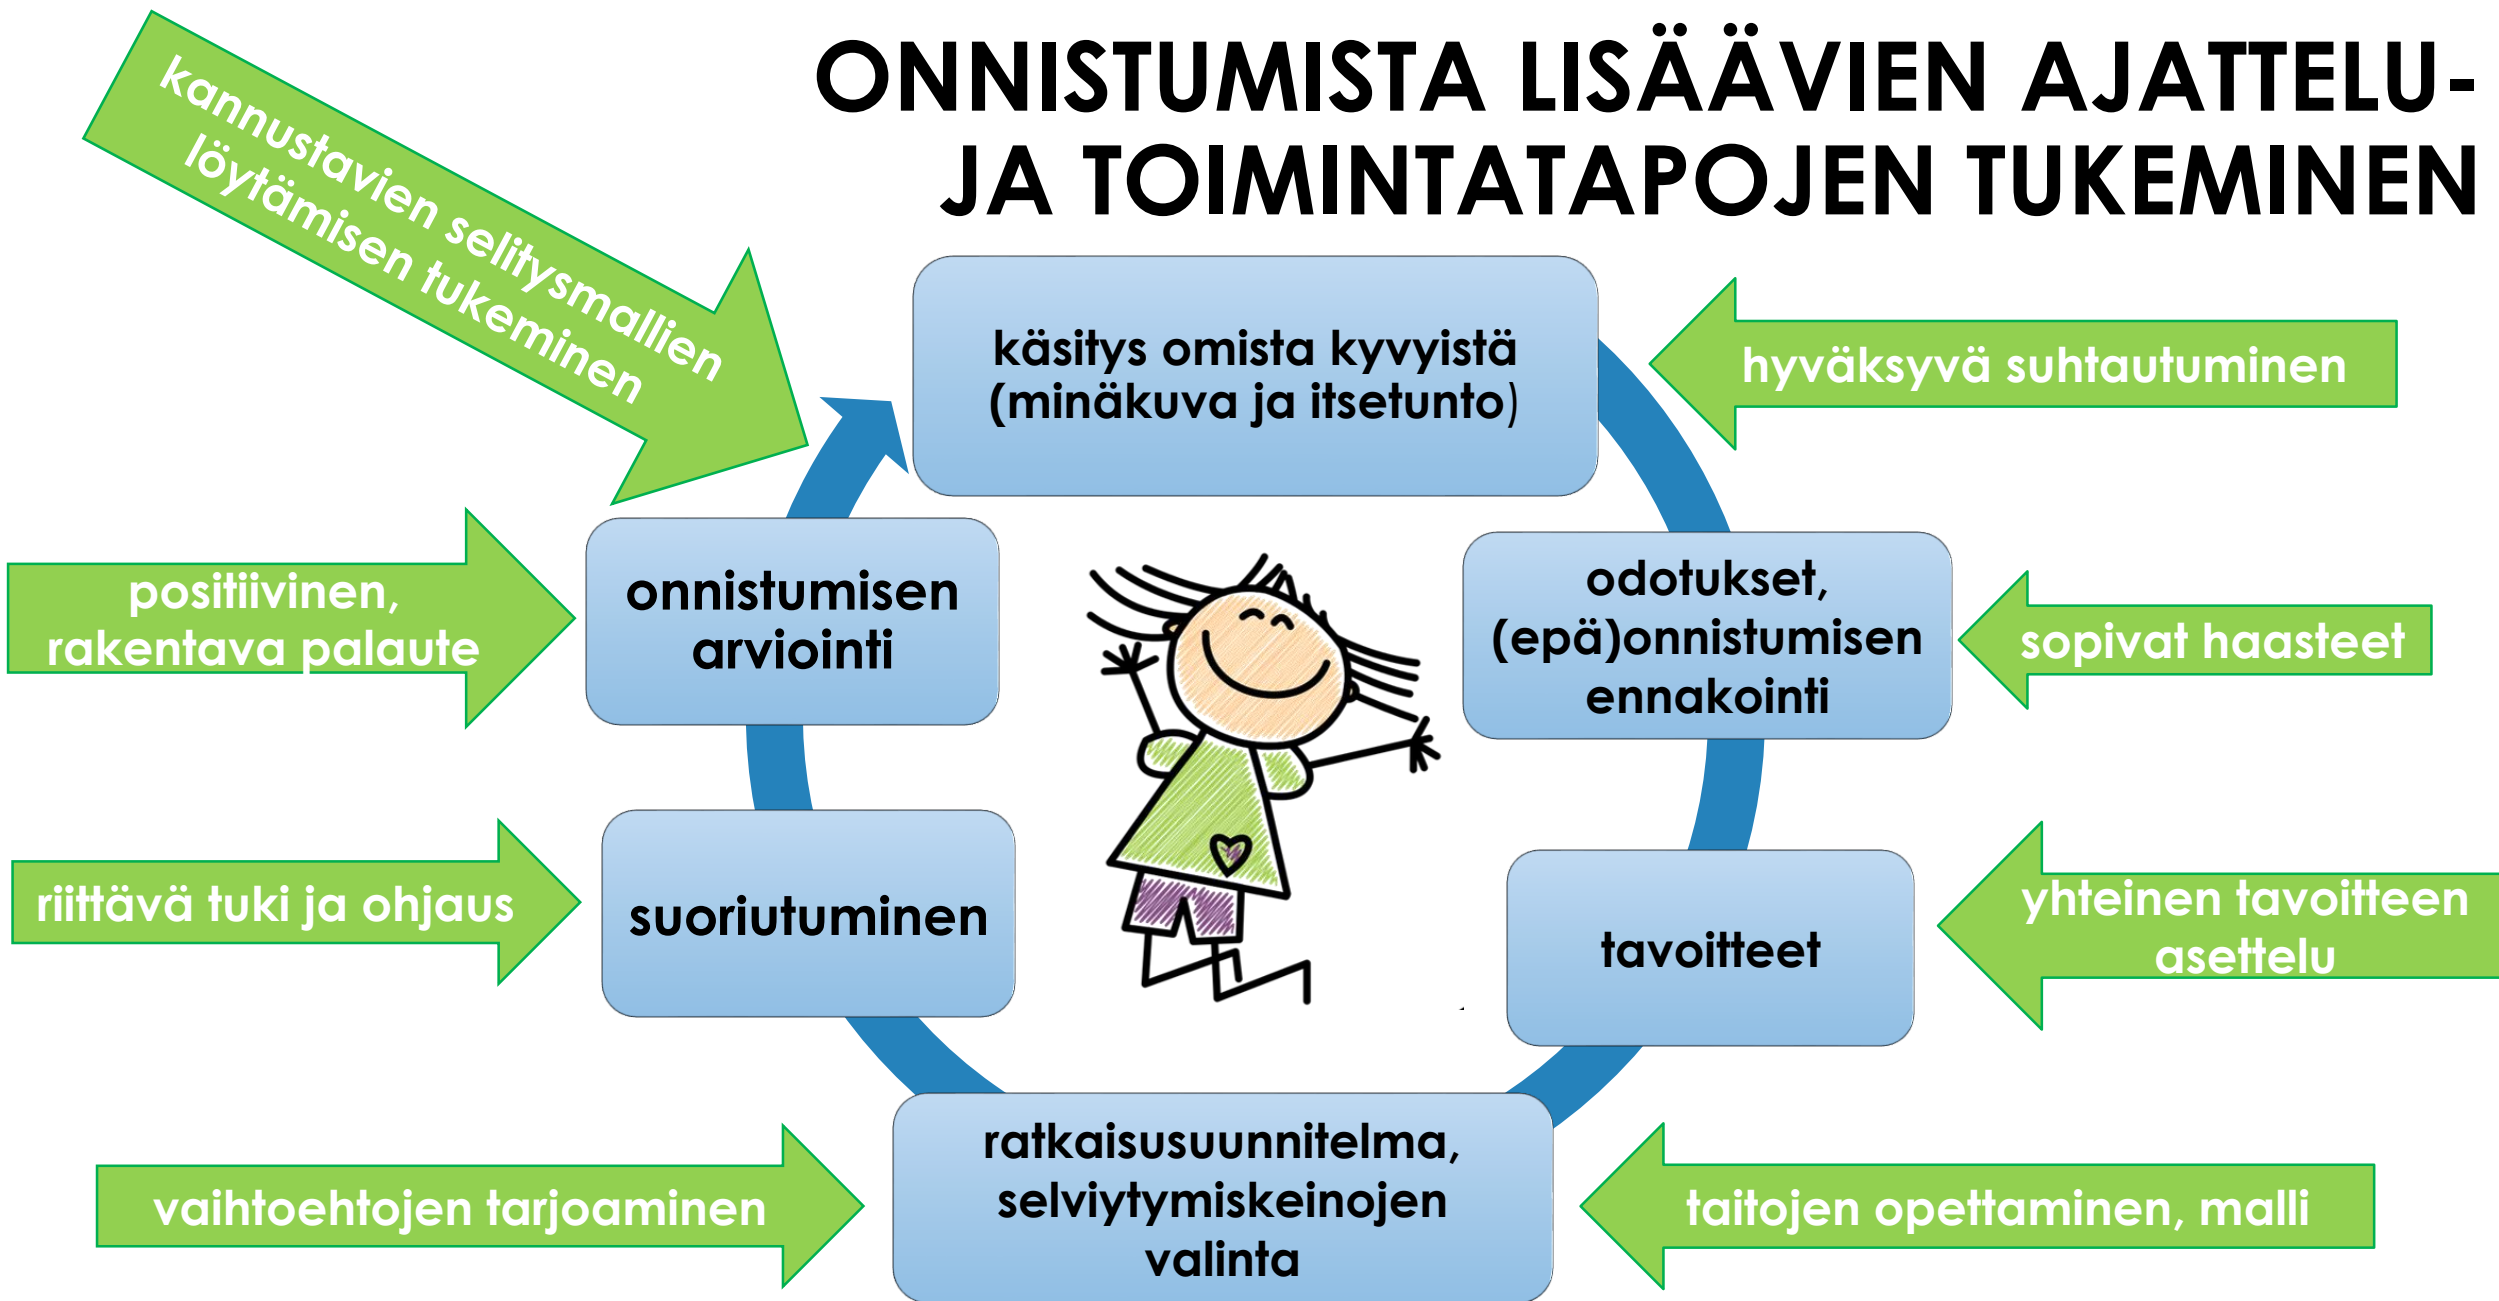 ONNISTUMISTA LISÄÄVIEN AJATTELU-
JA TOIMINTATAPOJEN TUKEMINEN
Kannustavien selitysmallien
löytämisen tukeminen
käsitys omista kyvyistä
(minäkuva ja itsetunto)
hyväksyvä suhtautuminen
odotukset,
(epä)onnistumisen
ennakointi
sopivat haasteet
tavoitteet
yhteinen tavoitteen
asettelu
ratkaisusuunnitelma,
selviytymiskeinojen
valinta
taitojen opettaminen, malli
vaihtoehtojen tarjoaminen
suoriutuminen
riittävä tuki ja ohjaus
onnistumisen
arviointi
positiivinen,
rakentava palaute